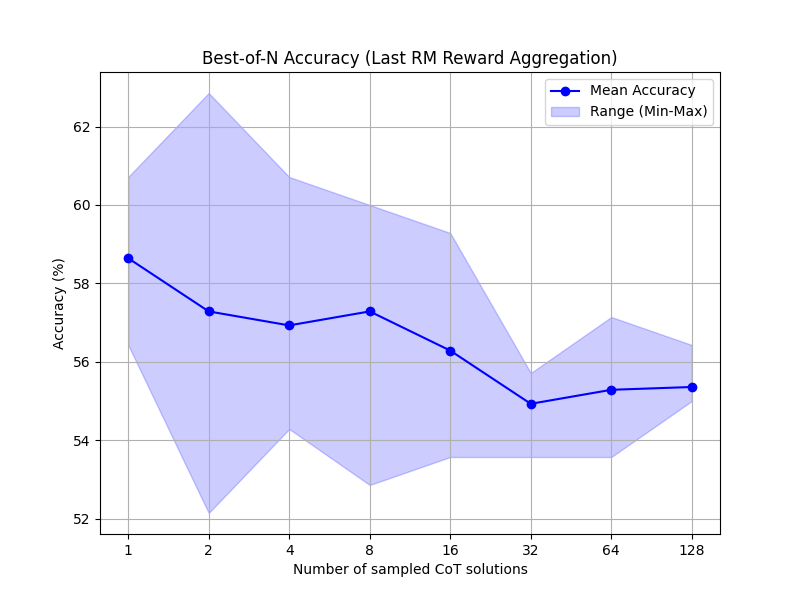 Best-of-N Accuracy (Last RM Reward Aggregation)
Mean Accuracy
Range (Min-Max)
Accuracy (%)
62
60
58
56
54
52
1 2 4 8 16 32 64 128
Number of sampled CoT solutions